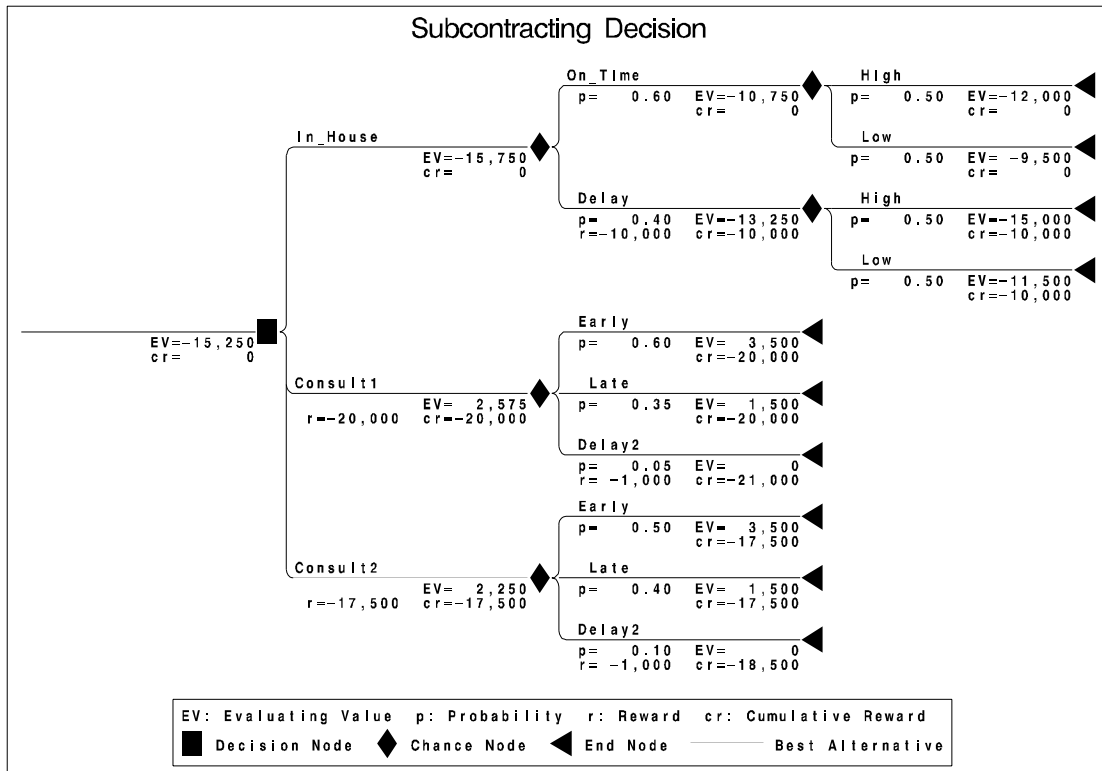 Subcontracting Decision
On_Time
High
p= 0.60 EV=-10,750
cr= 0
p= 0.50 EV=-12,000
cr= 0
In_House
Low
EV=-15,750
cr= 0
p= 0.50 EV= -9,500
cr= 0
Delay
High
p= 0.40 EV=-13,250
r=-10,000 cr=-10,000
p= 0.50 EV=-15,000
cr=-10,000
Low
p= 0.50 EV=-11,500
cr=-10,000
EV=-15,250
cr= 0
Early
p= 0.60 EV= 3,500
cr=-20,000
Consult1
Late
EV= 2,575
r=-20,000 cr=-20,000
p= 0.35 EV= 1,500
cr=-20,000
Delay2
p= 0.05 EV= 0
r= -1,000 cr=-21,000
Early
p= 0.50 EV= 3,500
cr=-17,500
Consult2
Late
EV= 2,250
r=-17,500 cr=-17,500
p= 0.40 EV= 1,500
cr=-17,500
Delay2
p= 0.10 EV= 0
r= -1,000 cr=-18,500
EV: Evaluating Value p: Probability r: Reward cr: Cumulative Reward
Decision Node Chance Node End Node Best Alternative